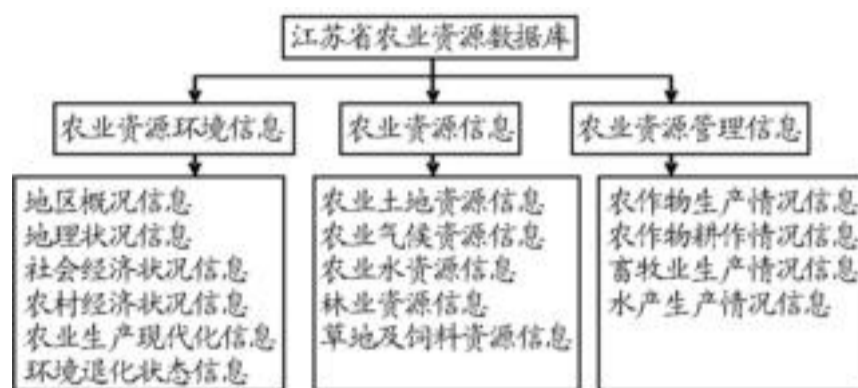 江苏省农业资源数据库
农业资源环境信息
农业资源信息
农业资源管理信息
地区概况信息
地理状况信息
社会经济状况信息
农村经济状况信息
农业生产现代化信息
环境退化状态信息
农业土地资源信息
农业气候资源信息
农业水资源信息
林业资源信息
草地及饲料资源信息
农作物生产情况信息
农作物耕作情况信息
畜牧业生产情况信息
水产生产情况信息